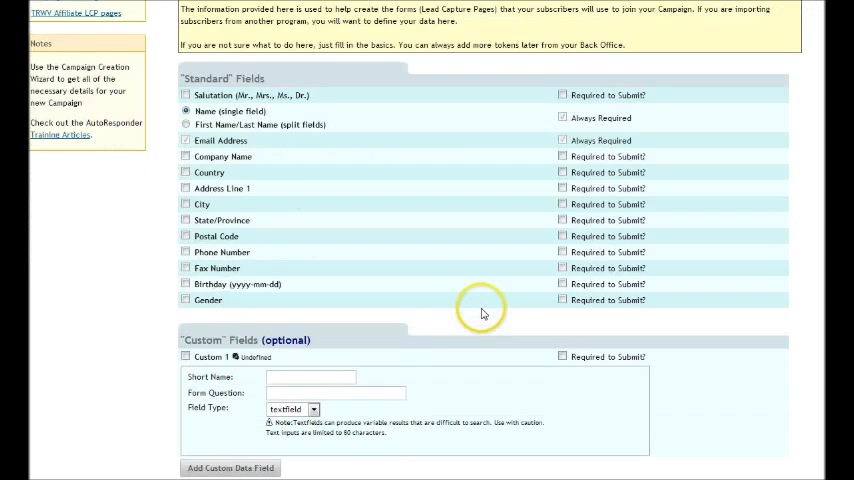 TRWV Affiliate LCP pages
Notes
Use the Campaign Creation
Wizard to get all of the
necessary details for your
new Campaign
Check out the AutoResponder
Training Articles.
The information provided here is used to help create the forms (Lead Capture Pages) that your subscribers will use to join your Campaign. If you are importing
subscribers from another program, you will want to define your data here.
If you are not sure what to do here, just fill in the basics. You can always add more tokens later from your Back Office.
"Standard" Fields
Salutation (Mr., Mrs., Ms., Dr.) Required to Submit?
Name (single field)
Always Required
First Name/Last Name (split fields)
Email Address Always Required
Company Name Required to Submit?
Country Required to Submit?
Address Line 1 Required to Submit?
City Required to Submit?
State/Province Required to Submit?
Postal Code Required to Submit?
Phone Number Required to Submit?
Fax Number Required to Submit?
Birthday (yyyy-mm-dd) Required to Submit?
Gender Required to Submit?
"Custom" Fields (optional)
Custom 1 Undefined Required to Submit?
Short Name:
Form Question:
Field Type: textfield
Note:Textfields can produce variable results that are difficult to search. Use with caution.
Text inputs are limited to 60 characters.
Add Custom Data Field